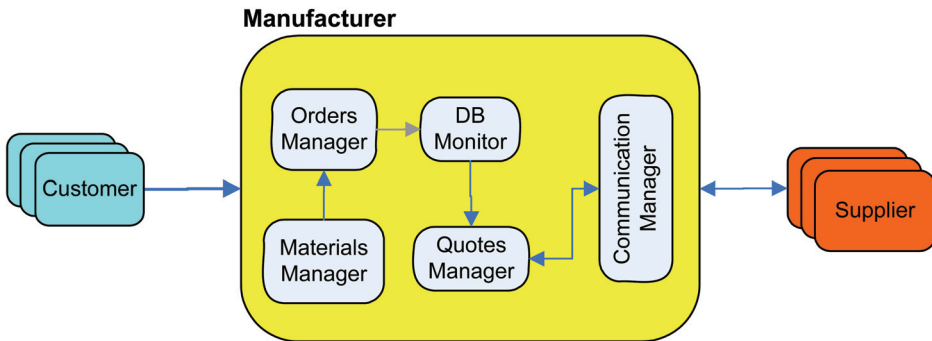 Manufacturer
Orders
Manager
DB
Monitor
Communication
Manager
Customer
Supplier
Materials
Manager
Quotes
Manager